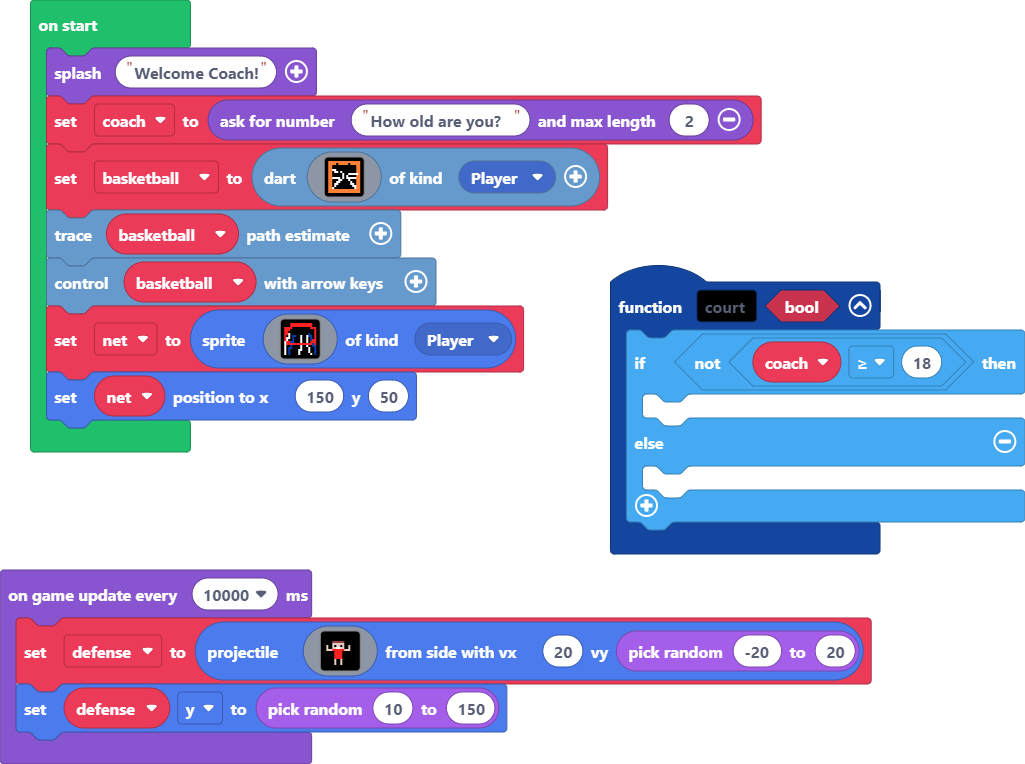 on start
splash "Welcome Coach!"
set coach to ask for number "How old are you? " and max length 2
set basketball to dart of kind Player
trace basketball path estimate
control basketball with arrow keys
set net to sprite of kind Player
set net position to x 150 y 50
function court bool
if not coach ≥ 18 then
else
on game update every 10000 ms
set defense to projectile from side with vx 20 vy pick random -20 to 20
set defense y to pick random 10 to 150